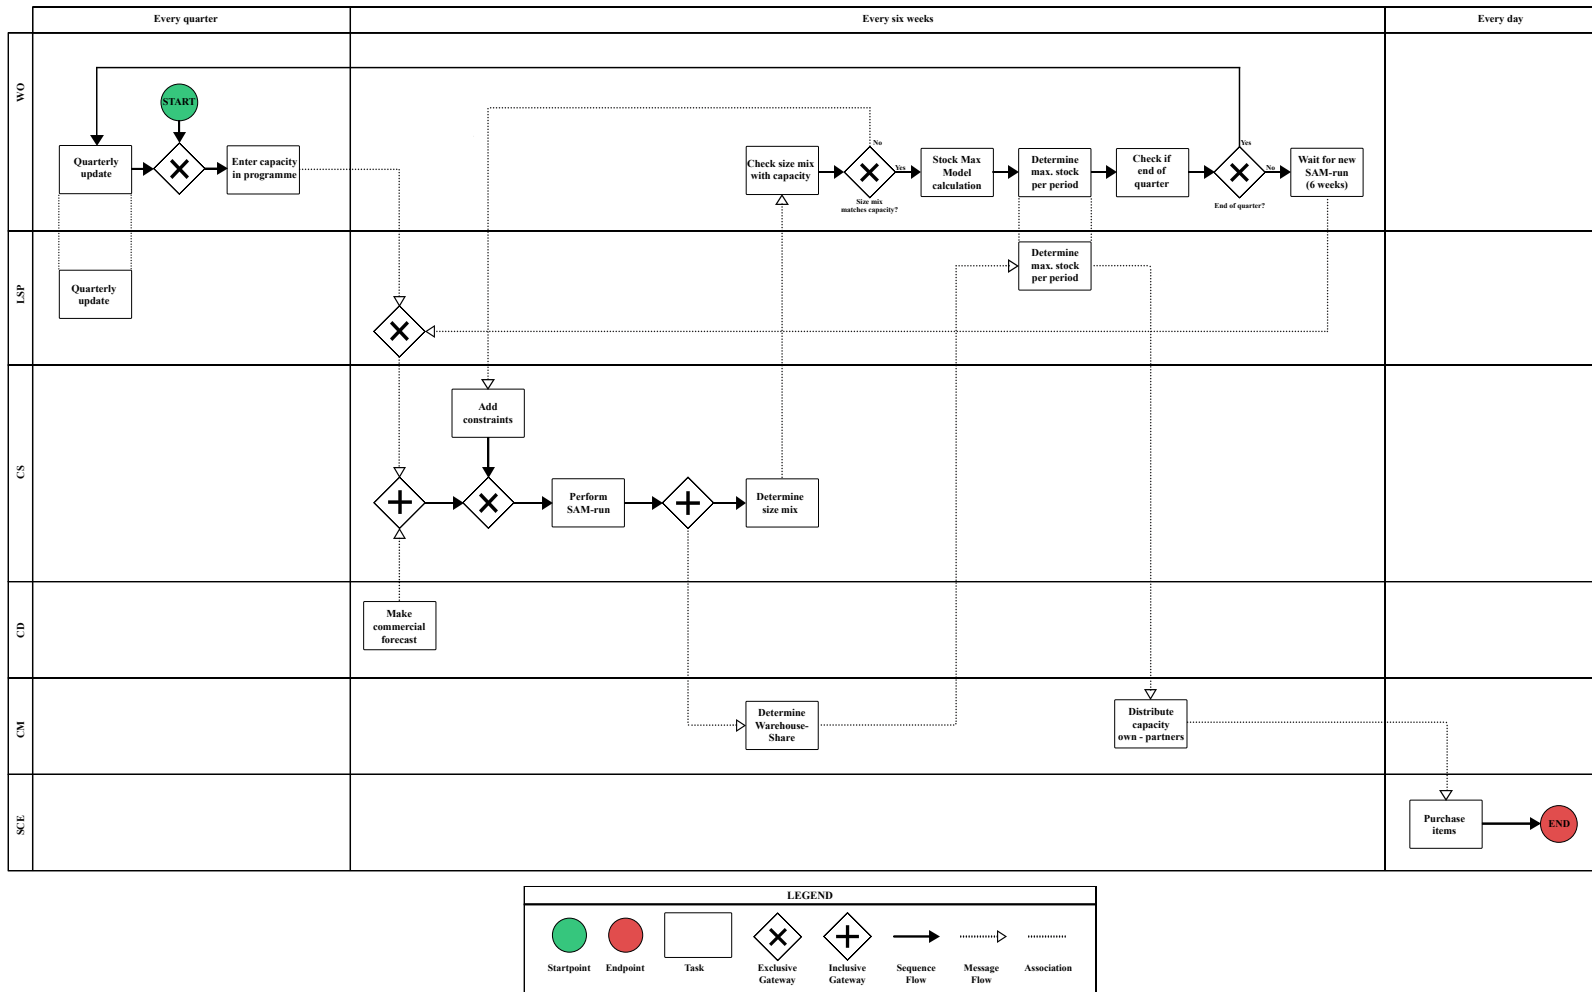 Every quarter
Every six weeks
Every day
WO
START
Quarterly
update
Enter capacity
in programme
Check size mix
with capacity
No
Yes
Size mix
matches capacity?
Stock Max
Model
calculation
Determine
max. stock
per period
Check if
end of
quarter
Yes
No
End of quarter?
Wait for new
SAM-run
(6 weeks)
LSP
Quarterly
update
Determine
max. stock
per period
CS
Add
constraints
Perform
SAM-run
Determine
size mix
CD
Make
commercial
forecast
CM
Determine
Warehouse-
Share
Distribute
capacity
own - partners
SCE
Purchase
items
END
LEGEND
Startpoint
Endpoint
Task
Exclusive
Gateway
Inclusive
Gateway
Sequence
Flow
Message
Flow
Association